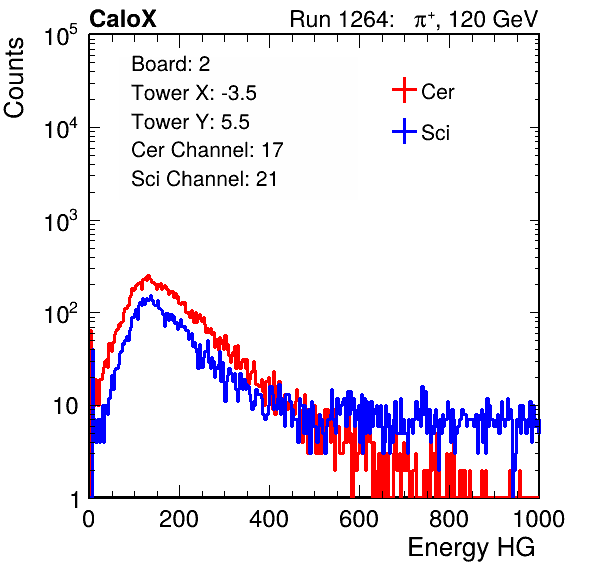 CaloX Run 1264: π⁺, 120 GeV
Counts
10⁵
10⁴
10³
10²
10
1
Board: 2
Tower X: -3.5
Tower Y: 5.5
Cer Channel: 17
Sci Channel: 21
Cer
Sci
0 200 400 600 800 1000
Energy HG